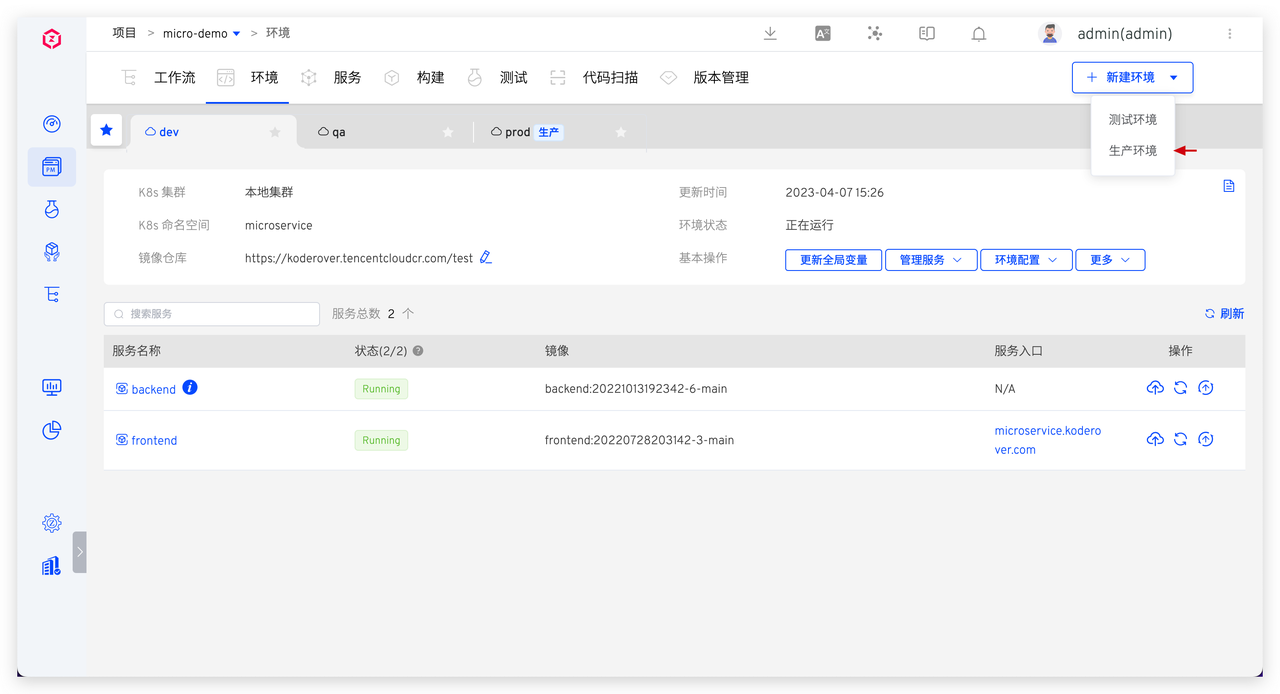 项目 > micro-demo > 环境
admin(admin)
工作流 环境 服务 构建 测试 代码扫描 版本管理
+ 新建环境
测试环境
生产环境
dev qa prod 生产
K8s 集群 本地集群 更新时间 2023-04-07 15:26
K8s 命名空间 microservice 环境状态 正在运行
镜像仓库 https://koderover.tencentcloudcr.com/test 基本操作 更新全局变量 管理服务 环境配置 更多
搜索服务 服务总数 2 个 刷新
服务名称 状态(2/2) 镜像 服务入口 操作
backend Running backend:20221013192342-6-main N/A
frontend Running frontend:20220728203142-3-main microservice.kodero
ver.com
PM